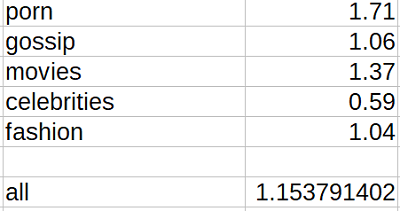 porn 1.71
gossip 1.06
movies 1.37
celebrities 0.59
fashion 1.04
all 1.153791402